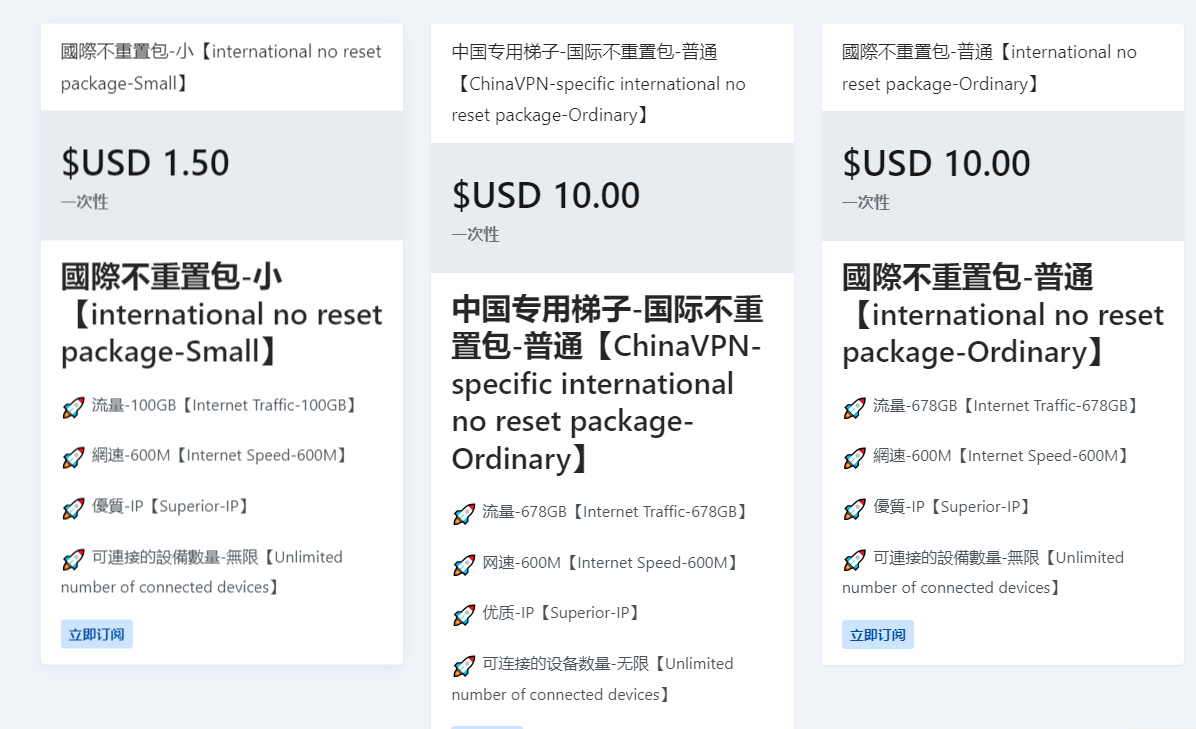 國際不重置包-小【international no reset
package-Small】
$USD 1.50
一次性
國際不重置包-小
【international no reset
package-Small】
流量-100GB【Internet Traffic-100GB】
網速-600M【Internet Speed-600M】
優質-IP【Superior-IP】
可連接的設備數量-無限【Unlimited
number of connected devices】
立即订阅
中国专用梯子-国际不重置包-普通
【ChinaVPN-specific international no
reset package-Ordinary】
$USD 10.00
一次性
中国专用梯子-国际不重
置包-普通【ChinaVPN-
specific international
no reset package-
Ordinary】
流量-678GB【Internet Traffic-678GB】
网速-600M【Internet Speed-600M】
优质-IP【Superior-IP】
可连接的设备数量-无限【Unlimited
number of connected devices】
國際不重置包-普通【international no
reset package-Ordinary】
$USD 10.00
一次性
國際不重置包-普通
【international no reset
package-Ordinary】
流量-678GB【Internet Traffic-678GB】
網速-600M【Internet Speed-600M】
優質-IP【Superior-IP】
可連接的設備數量-無限【Unlimited
number of connected devices】
立即订阅